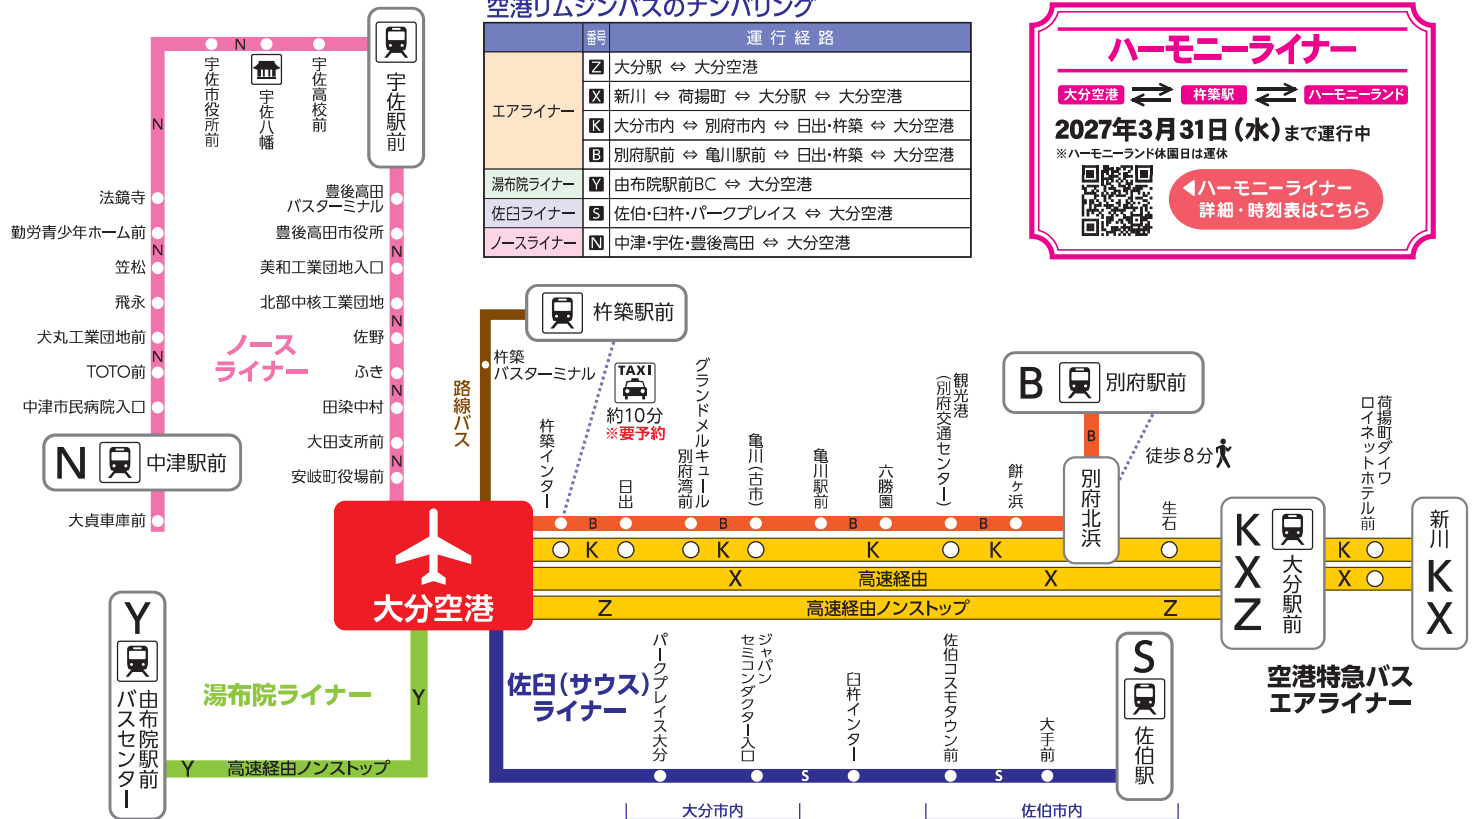 空港リムジンバスのナンバリング
番号 運行経路
エアライナー
Z 大分駅 ⇔ 大分空港
X 新川 ⇔ 荷揚町 ⇔ 大分駅 ⇔ 大分空港
K 大分市内 ⇔ 別府市内 ⇔ 日出・杵築 ⇔ 大分空港
B 別府駅前 ⇔ 亀川駅前 ⇔ 日出・杵築 ⇔ 大分空港
湯布院ライナー Y 由布院駅前BC ⇔ 大分空港
佐臼ライナー S 佐伯・臼杵・パークプレイス ⇔ 大分空港
ノースライナー N 中津・宇佐・豊後高田 ⇔ 大分空港
ハーモニーライナー
大分空港 杵築駅 ハーモニーランド
2027年3月31日(水)まで運行中
※ハーモニーランド休園日は運休
ハーモニーライナー
詳細・時刻表はこちら
N
宇佐市役所前
宇佐八幡
宇佐高校前
宇佐駅前
N
法鏡寺
勤労青少年ホーム前
N
笠松
飛永
犬丸工業団地前
N
TOTO前
中津市民病院入口
N 中津駅前
大貞車庫前
ノース
ライナー
豊後高田
バスターミナル
豊後高田市役所
N
美和工業団地入口
北部中核工業団地
N
佐野
ふき
N
田染中村
大田支所前
N
安岐町役場前
杵築駅前
杵築
バスターミナル
路線バス
TAXI
約10分
※要予約
杵築インター
日出
グランドメルキュール
別府湾前
亀川(古市)
亀川駅前
六勝園
観光港
(別府交通センター)
餅ヶ浜
B 別府駅前
B
徒歩8分
別府北浜
生石
荷揚町ダイワ
ロイネットホテル前
新川
K
X
B B B B
K K K K K
X 高速経由 X X
Z 高速経由ノンストップ Z
K
X
Z
大分駅前
大分空港
空港特急バス
エアライナー
Y
由布院駅前
バスセンター
湯布院ライナー
Y
Y 高速経由ノンストップ
佐臼(サウス)
ライナー
パークプレイス大分
ジャパン
セミコンダクター入口
臼杵インター
佐伯コスモタウン前
大手前
S
佐伯駅
S S
大分市内
佐伯市内